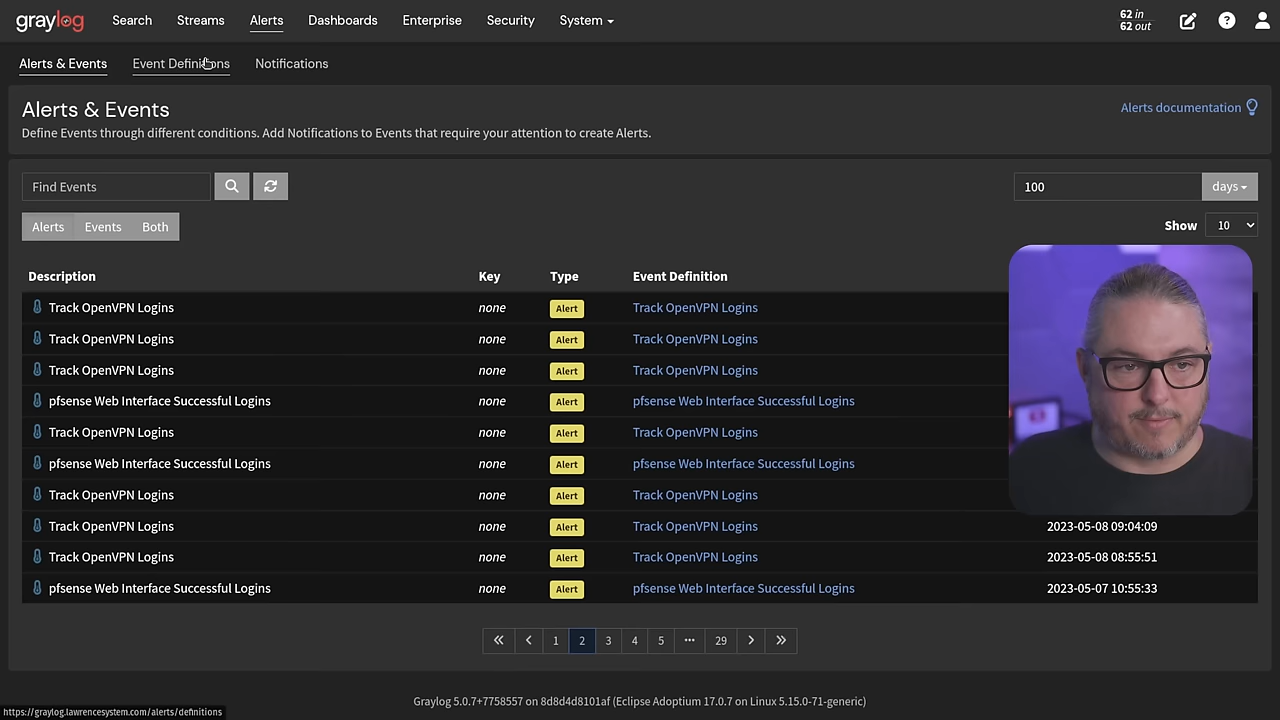 graylog Search Streams Alerts Dashboards Enterprise Security System 62 in
62 out
Alerts & Events Event Definitions Notifications
Alerts & Events Alerts documentation
Define Events through different conditions. Add Notifications to Events that require your attention to create Alerts.
Find Events 100 days
Alerts Events Both Show 10
Description Key Type Event Definition
Track OpenVPN Logins none Alert Track OpenVPN Logins
Track OpenVPN Logins none Alert Track OpenVPN Logins
Track OpenVPN Logins none Alert Track OpenVPN Logins
pfsense Web Interface Successful Logins none Alert pfsense Web Interface Successful Logins
Track OpenVPN Logins none Alert Track OpenVPN Logins
pfsense Web Interface Successful Logins none Alert pfsense Web Interface Successful Logins
Track OpenVPN Logins none Alert Track OpenVPN Logins
Track OpenVPN Logins none Alert Track OpenVPN Logins 2023-05-08 09:04:09
Track OpenVPN Logins none Alert Track OpenVPN Logins 2023-05-08 08:55:51
pfsense Web Interface Successful Logins none Alert pfsense Web Interface Successful Logins 2023-05-07 10:55:33
« ‹ 1 2 3 4 5 ••• 29 › »
Graylog 5.0.7+7758557 on 8d8d4d8101af (Eclipse Adoptium 17.0.7 on Linux 5.15.0-71-generic)
https://graylog.lawrencesystem.com/alerts/definitions